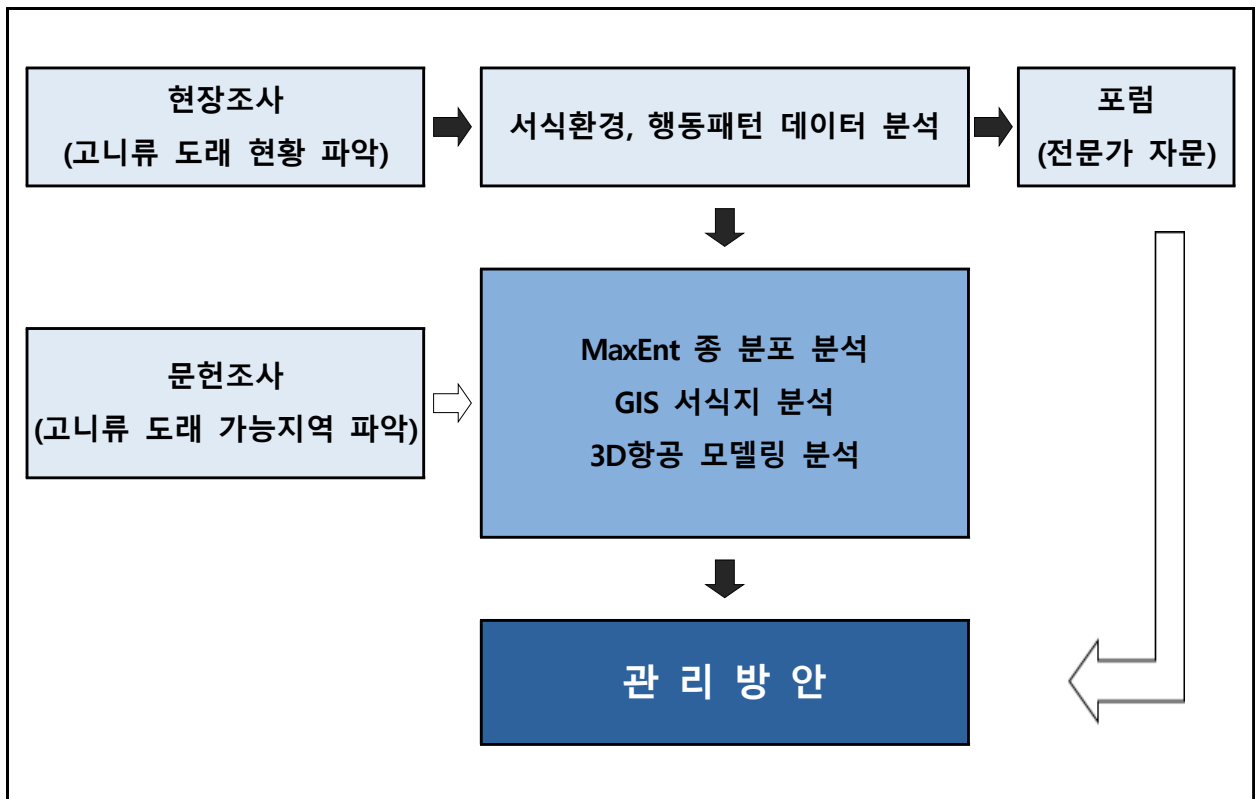 현장조사
(고니류 도래 현황 파악)
서식환경, 행동패턴 데이터 분석
포럼
(전문가 자문)
문헌조사
(고니류 도래 가능지역 파악)
MaxEnt 종 분포 분석
GIS 서식지 분석
3D항공 모델링 분석
관 리 방 안